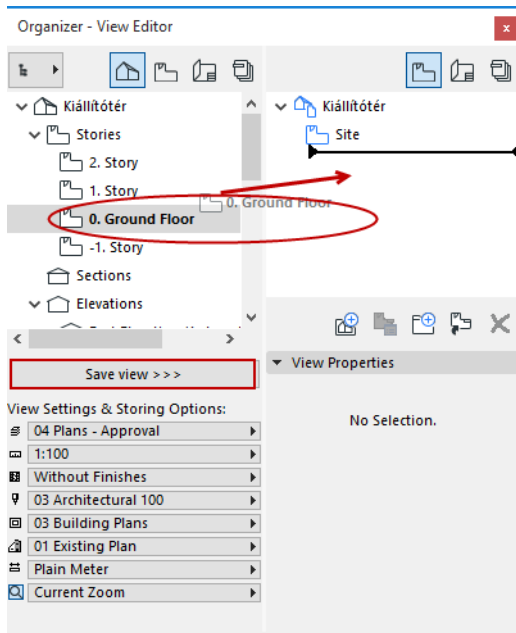 Organizer - View Editor
x
Kiállítótér
Stories
2. Story
1. Story
0. Ground Floor
-1. Story
Sections
Elevations
Kiállítótér
Site
0. Ground Floor
Save view >>>
View Settings & Storing Options:
04 Plans - Approval
1:100
Without Finishes
03 Architectural 100
03 Building Plans
01 Existing Plan
Plain Meter
Current Zoom
View Properties
No Selection.